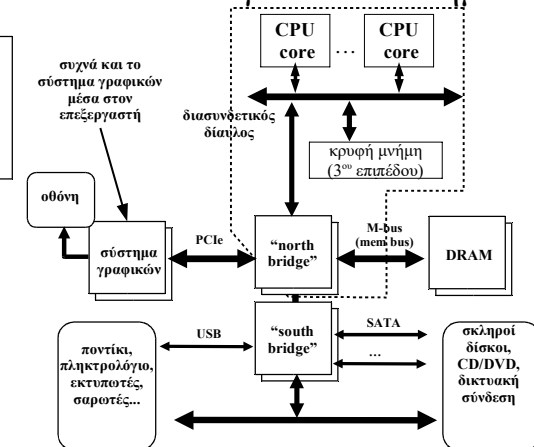 CPU
core
…
CPU
core
συχνά και το
σύστημα γραφικών
μέσα στον
επεξεργαστή
διασυνδετικός
δίαυλος
κρυφή μνήμη
(3ου επιπέδου)
οθόνη
σύστημα
γραφικών
PCIe
“north
bridge”
M-bus
(mem bus)
DRAM
ποντίκι,
πληκτρολόγιο,
εκτυπωτές,
σαρωτές...
USB
“south
bridge”
SATA
...
σκληροί
δίσκοι,
CD/DVD,
δικτυακή
σύνδεση